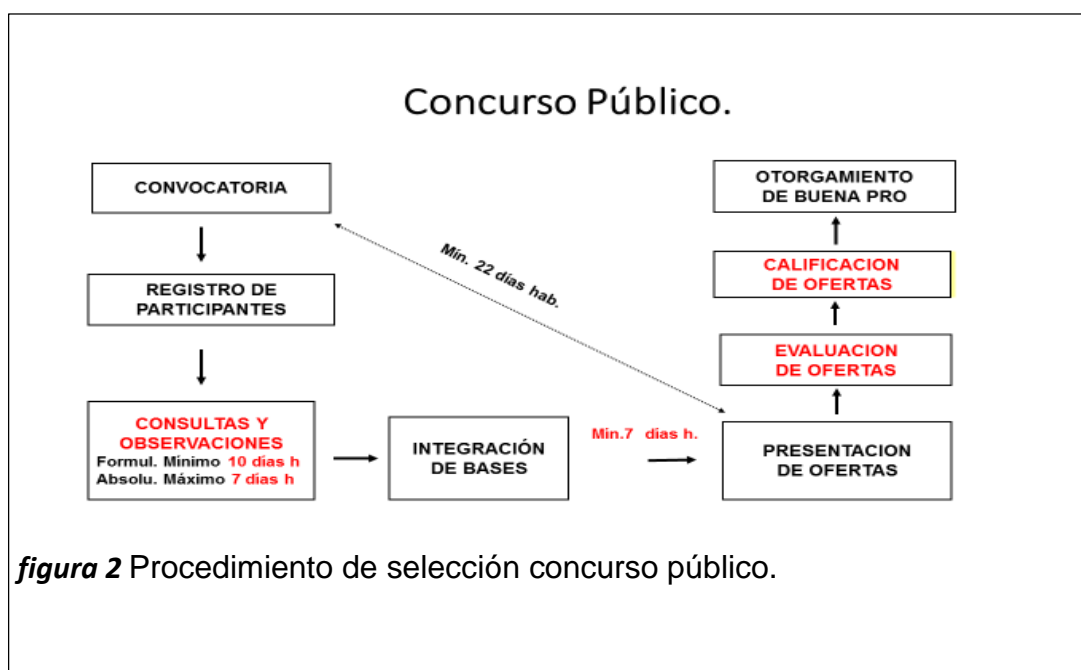 Concurso Público.
CONVOCATORIA
REGISTRO DE
PARTICIPANTES
CONSULTAS Y
OBSERVACIONES
Formul. Mínimo 10 días h
Absolu. Máximo 7 días h
INTEGRACIÓN
DE BASES
Min.7 dias h.
PRESENTACION
DE OFERTAS
Mín. 22 días hab.
EVALUACION
DE OFERTAS
CALIFICACION
DE OFERTAS
OTORGAMIENTO
DE BUENA PRO
figura 2 Procedimiento de selección concurso público.